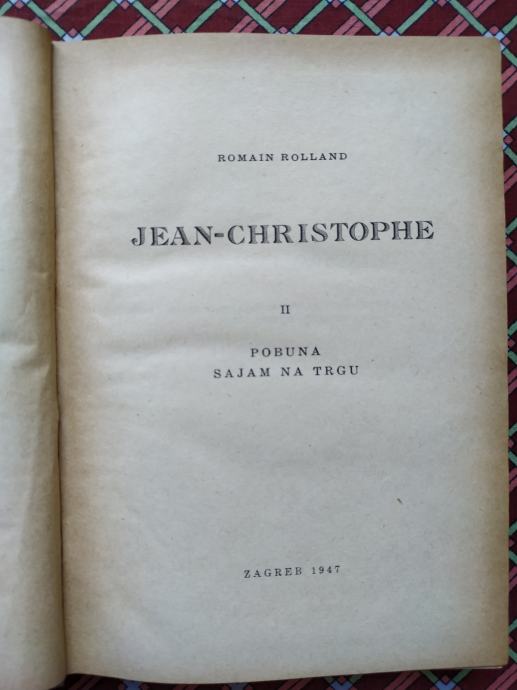 ROMAIN ROLLAND
JEAN-CHRISTOPHE
II
POBUNA
SAJAM NA TRGU
ZAGREB 1947